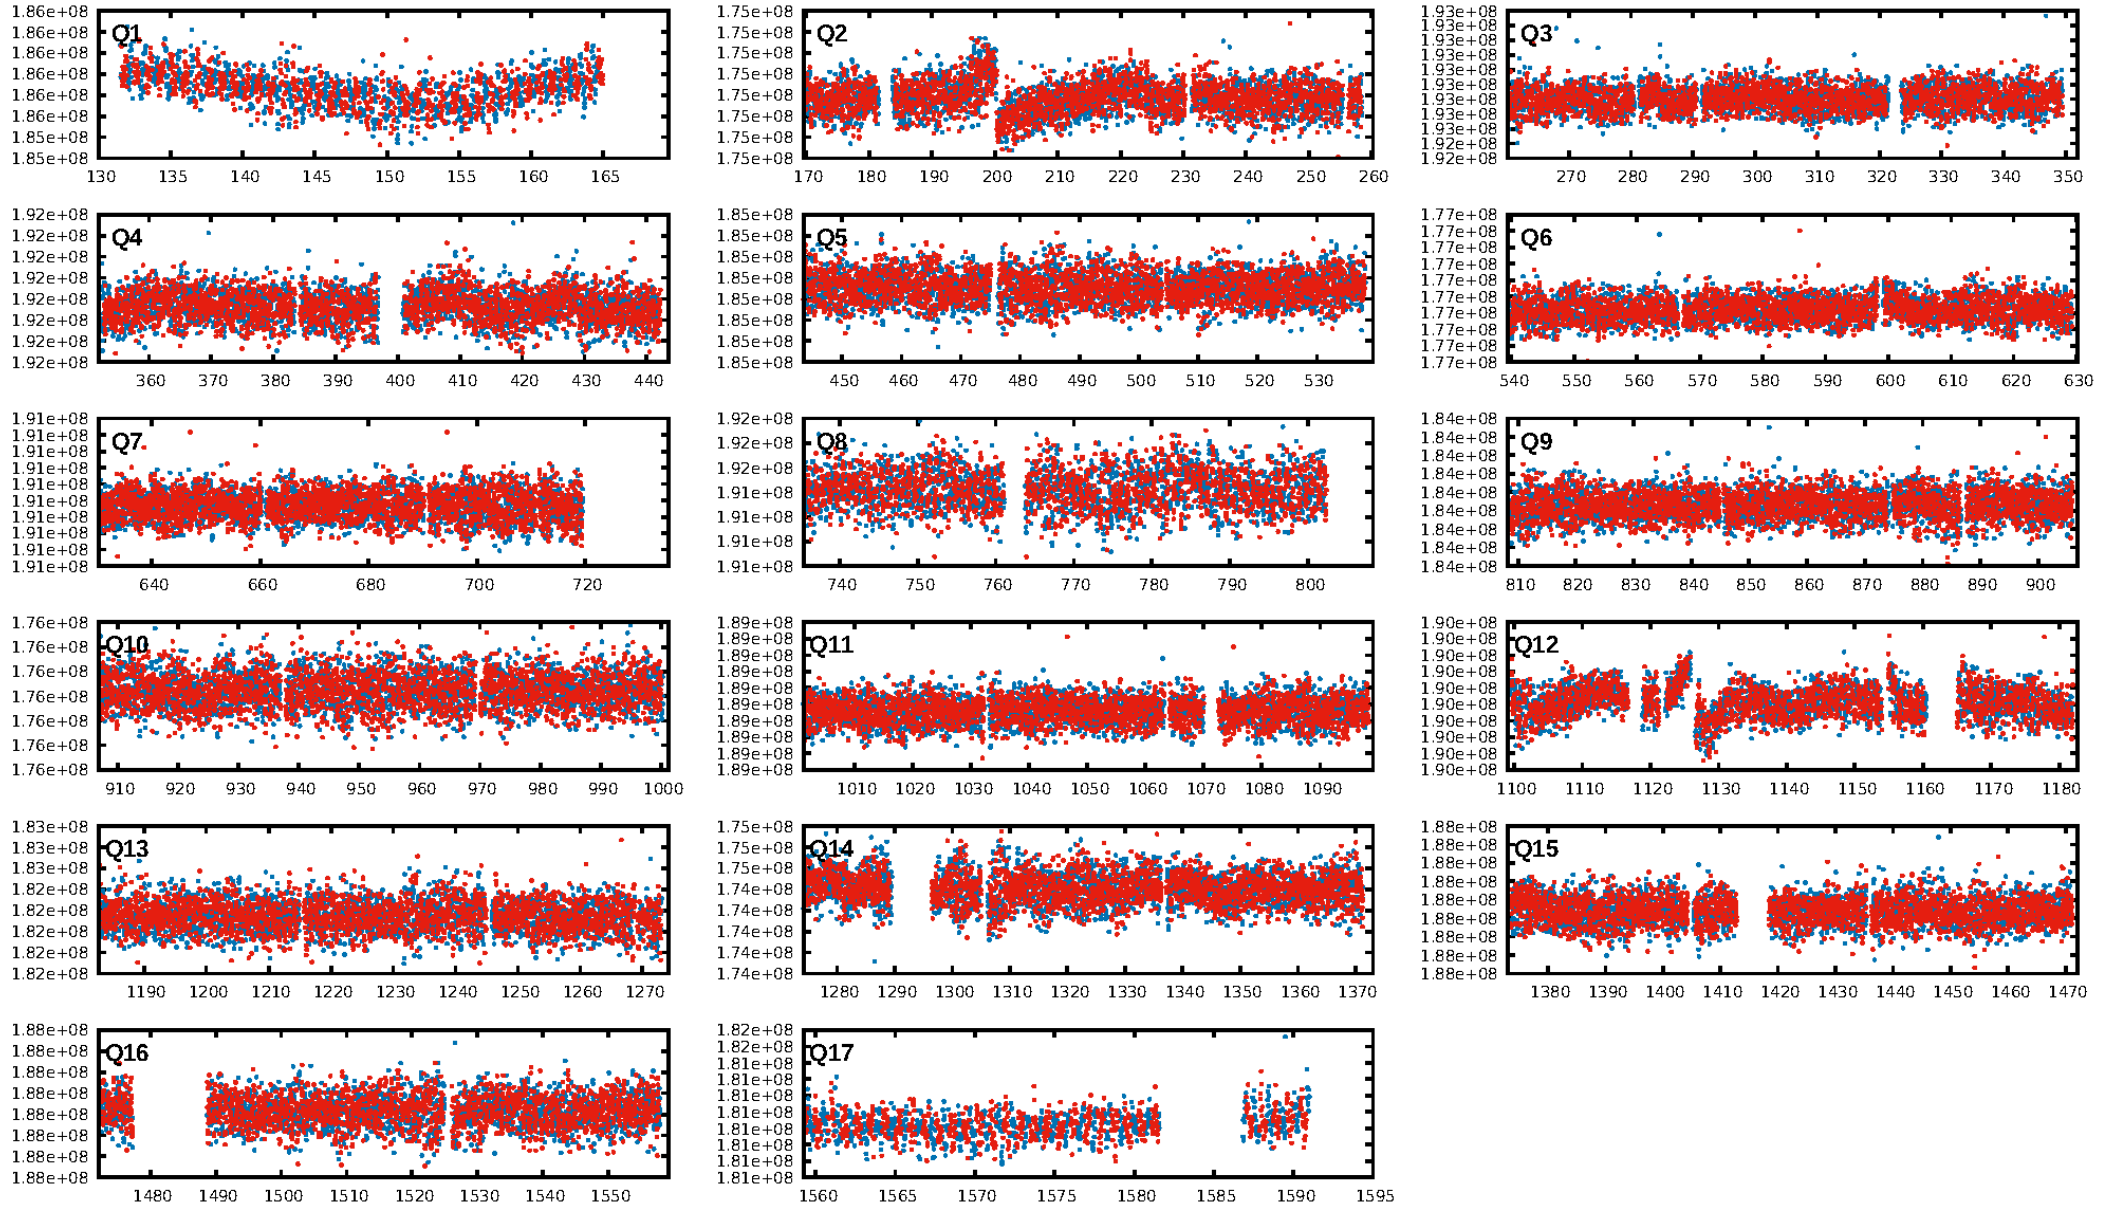 1.86e+08 1.86e+08 1.86e+08 1.86e+08 1.86e+08 1.86e+08 1.85e+08 1.85e+08
Q1
130 135 140 145 150 155 160 165
1.75e+08 1.75e+08 1.75e+08 1.75e+08 1.75e+08 1.75e+08 1.75e+08 1.75e+08
Q2
170 180 190 200 210 220 230 240 250 260
1.93e+08 1.93e+08 1.93e+08 1.93e+08 1.93e+08 1.93e+08 1.93e+08 1.93e+08 1.93e+08 1.92e+08 1.92e+08
Q3
270 280 290 300 310 320 330 340 350
1.92e+08 1.92e+08 1.92e+08 1.92e+08 1.92e+08 1.92e+08 1.92e+08 1.92e+08
Q4
360 370 380 390 400 410 420 430 440
1.85e+08 1.85e+08 1.85e+08 1.85e+08 1.85e+08 1.85e+08 1.85e+08 1.85e+08
Q5
450 460 470 480 490 500 510 520 530
1.77e+08 1.77e+08 1.77e+08 1.77e+08 1.77e+08 1.77e+08 1.77e+08 1.77e+08 1.77e+08 1.77e+08
Q6
540 550 560 570 580 590 600 610 620 630
1.91e+08 1.91e+08 1.91e+08 1.91e+08 1.91e+08 1.91e+08 1.91e+08 1.91e+08 1.91e+08 1.91e+08
Q7
640 660 680 700 720
1.92e+08 1.92e+08 1.92e+08 1.91e+08 1.91e+08 1.91e+08 1.91e+08
Q8
740 750 760 770 780 790 800
1.84e+08 1.84e+08 1.84e+08 1.84e+08 1.84e+08 1.84e+08 1.84e+08 1.84e+08 1.84e+08
Q9
810 820 830 840 850 860 870 880 890 900
1.76e+08 1.76e+08 1.76e+08 1.76e+08 1.76e+08 1.76e+08 1.76e+08
Q10
910 920 930 940 950 960 970 980 990 1000
1.89e+08 1.89e+08 1.89e+08 1.89e+08 1.89e+08 1.89e+08 1.89e+08 1.89e+08 1.89e+08 1.89e+08
Q11
1010 1020 1030 1040 1050 1060 1070 1080 1090
1.90e+08 1.90e+08 1.90e+08 1.90e+08 1.90e+08 1.90e+08 1.90e+08 1.90e+08 1.90e+08 1.90e+08
Q12
1100 1110 1120 1130 1140 1150 1160 1170 1180
1.83e+08 1.83e+08 1.83e+08 1.82e+08 1.82e+08 1.82e+08 1.82e+08 1.82e+08
Q13
1190 1200 1210 1220 1230 1240 1250 1260 1270
1.75e+08 1.75e+08 1.75e+08 1.74e+08 1.74e+08 1.74e+08 1.74e+08 1.74e+08
Q14
1280 1290 1300 1310 1320 1330 1340 1350 1360 1370
1.88e+08 1.88e+08 1.88e+08 1.88e+08 1.88e+08 1.88e+08 1.88e+08 1.88e+08 1.88e+08
Q15
1380 1390 1400 1410 1420 1430 1440 1450 1460 1470
1.88e+08 1.88e+08 1.88e+08 1.88e+08 1.88e+08 1.88e+08 1.88e+08 1.88e+08
Q16
1480 1490 1500 1510 1520 1530 1540 1550
1.82e+08 1.82e+08 1.81e+08 1.81e+08 1.81e+08 1.81e+08 1.81e+08 1.81e+08 1.81e+08 1.81e+08
Q17
1560 1565 1570 1575 1580 1585 1590 1595